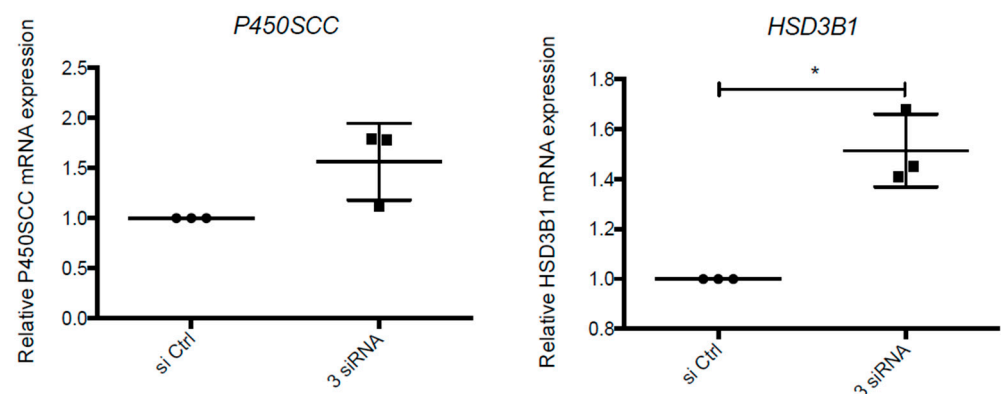 P450SCC
Relative P450SCC mRNA expression
2.5
2.0
1.5
1.0
0.5
0.0
si Ctrl
3 siRNA
HSD3B1
Relative HSD3B1 mRNA expression
*
1.8
1.6
1.4
1.2
1.0
0.8
si Ctrl
3 siRNA